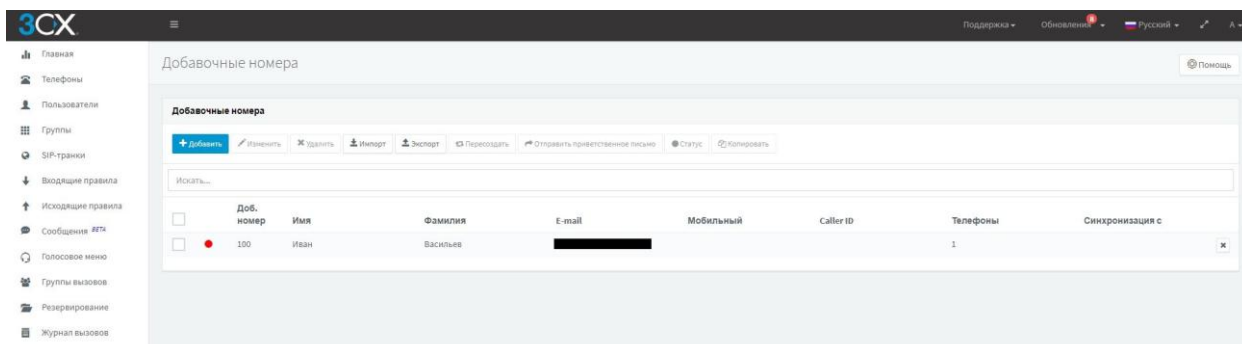 3CX
Поддержка Обновления 8 Русский A
Главная
Телефоны
Пользователи
Группы
SIP-транки
Входящие правила
Исходящие правила
Сообщения BETA
Голосовое меню
Группы вызовов
Резервирование
Журнал вызовов
Добавочные номера
Помощь
Добавочные номера
+ Добавить Изменить Удалить Импорт Экспорт Пересоздать Отправить приветственное письмо Статус Копировать
Искать...
Доб. номер Имя Фамилия E-mail Мобильный Caller ID Телефоны Синхронизация с
100 Иван Васильев 1